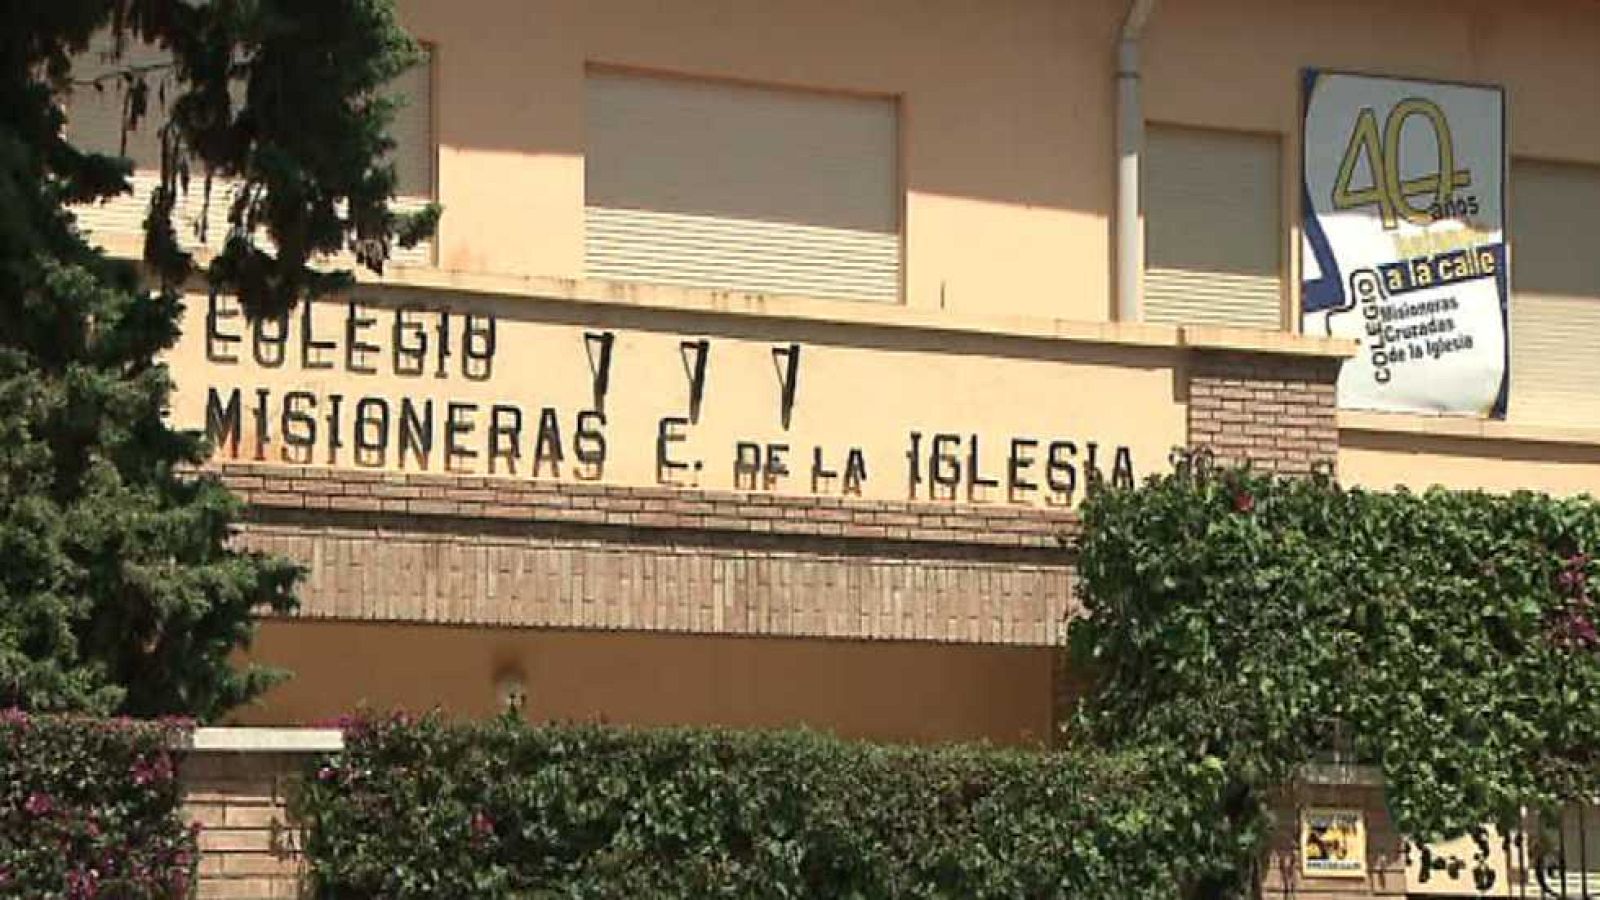 COLEGIO
MISIONERAS E. DE LA IGLESIA
40
años
a la calle
COLEGIO
Misioneras
Cruzadas
de la Iglesia